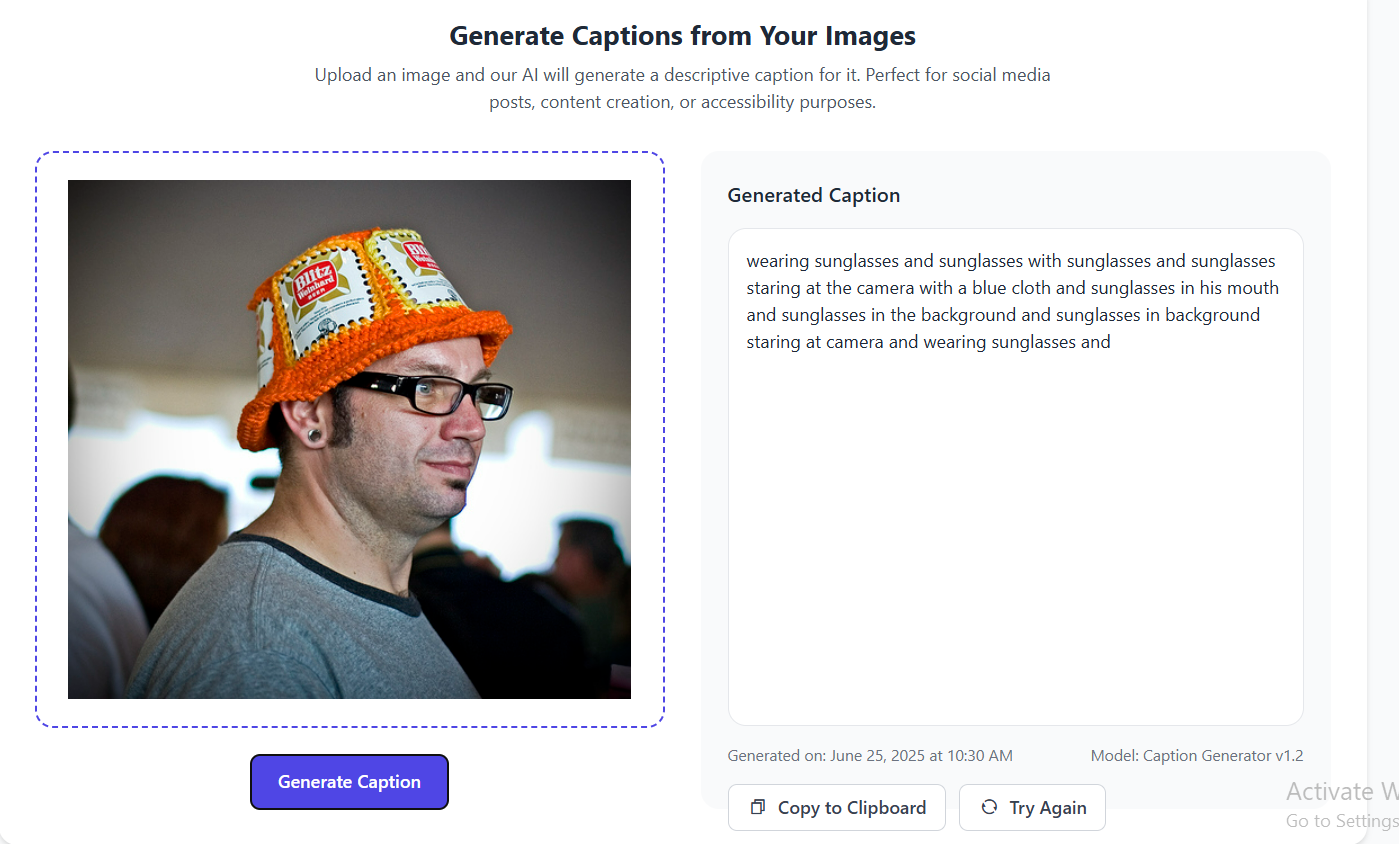 Generate Captions from Your Images
Upload an image and our AI will generate a descriptive caption for it. Perfect for social media
posts, content creation, or accessibility purposes.
Blitz
Weinhard
BEER
Generated Caption
wearing sunglasses and sunglasses with sunglasses and sunglasses
staring at the camera with a blue cloth and sunglasses in his mouth
and sunglasses in the background and sunglasses in background
staring at camera and wearing sunglasses and
Generated on: June 25, 2025 at 10:30 AM
Model: Caption Generator v1.2
Generate Caption
Copy to Clipboard
Try Again
Activate W
Go to Settings